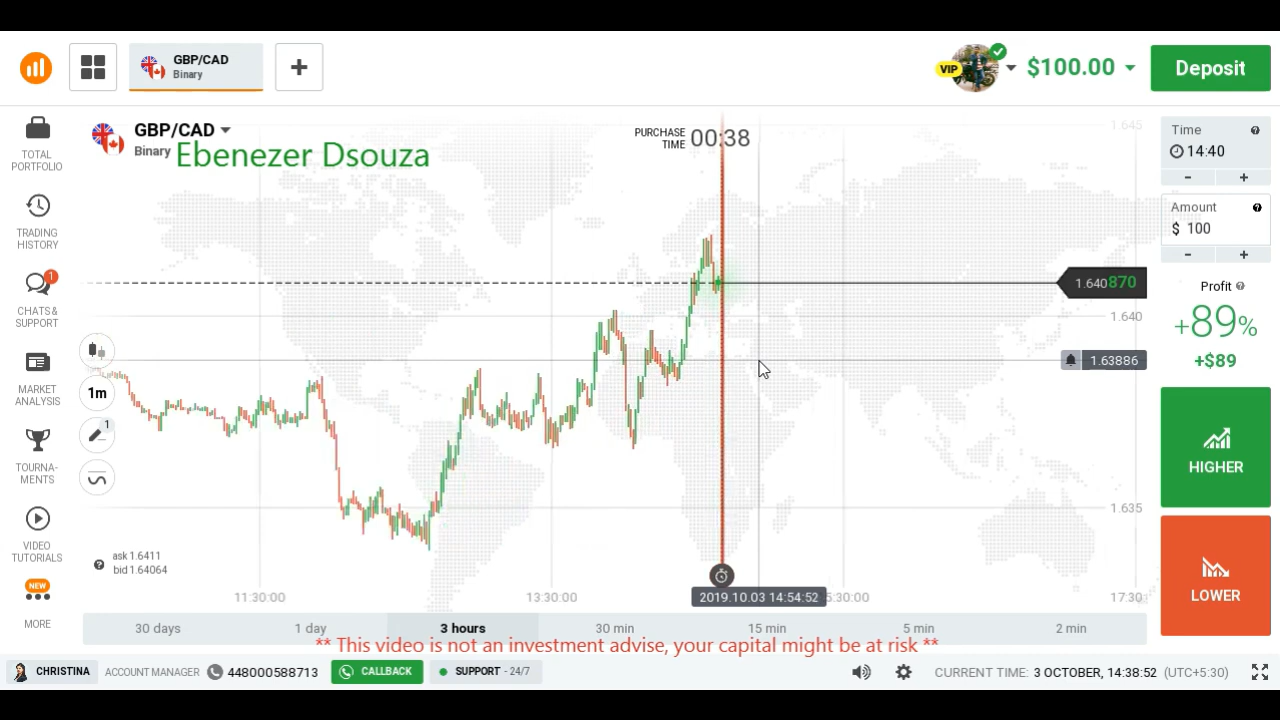 GBP/CAD
Binary
+
VIP
$100.00
Deposit
TOTAL
PORTFOLIO
TRADING
HISTORY
1
CHATS &
SUPPORT
MARKET
ANALYSIS
TOURNA-
MENTS
VIDEO
TUTORIALS
NEW
MORE
GBP/CAD
Binary
Ebenezer Dsouza
PURCHASE
TIME
00:38
1.645
1.640870
1.640
1.63886
1.635
1m
1
ask 1.6411
bid 1.64064
11:30:00
13:30:00
2019.10.03 14:54:52
5:30:00
17:30
30 days
1 day
3 hours
30 min
15 min
5 min
2 min
** This video is not an investment advise, your capital might be at risk **
Time ?
14:40
- +
Amount ?
$ 100
- +
Profit ?
+89%
+$89
HIGHER
LOWER
CHRISTINA
ACCOUNT MANAGER
448000588713
CALLBACK
SUPPORT - 24/7
CURRENT TIME: 3 OCTOBER, 14:38:52 (UTC+5:30)